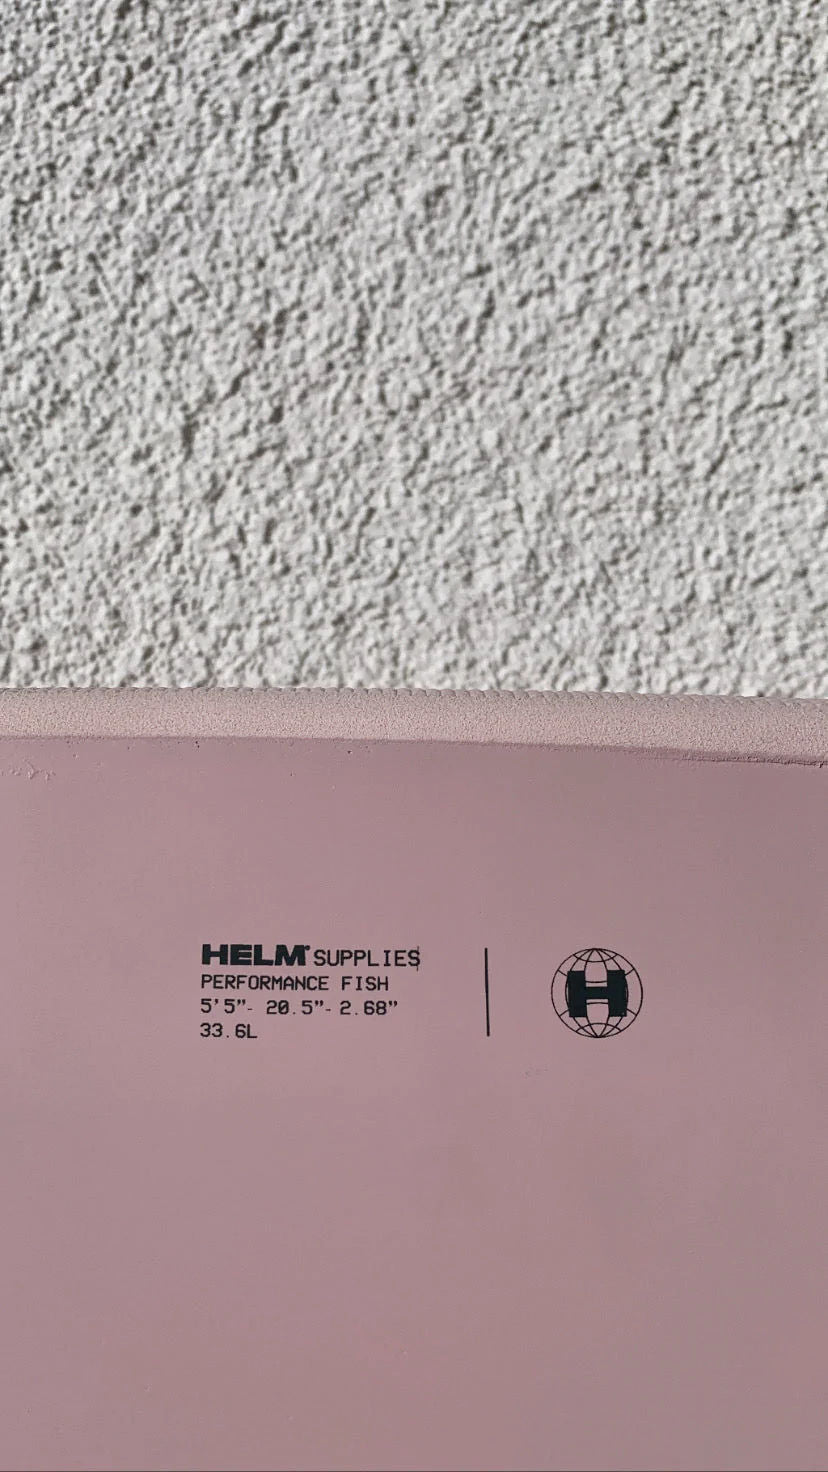 HELM SUPPLIES
PERFORMANCE FISH
5'5"- 20.5"- 2.68"
33.6L
H